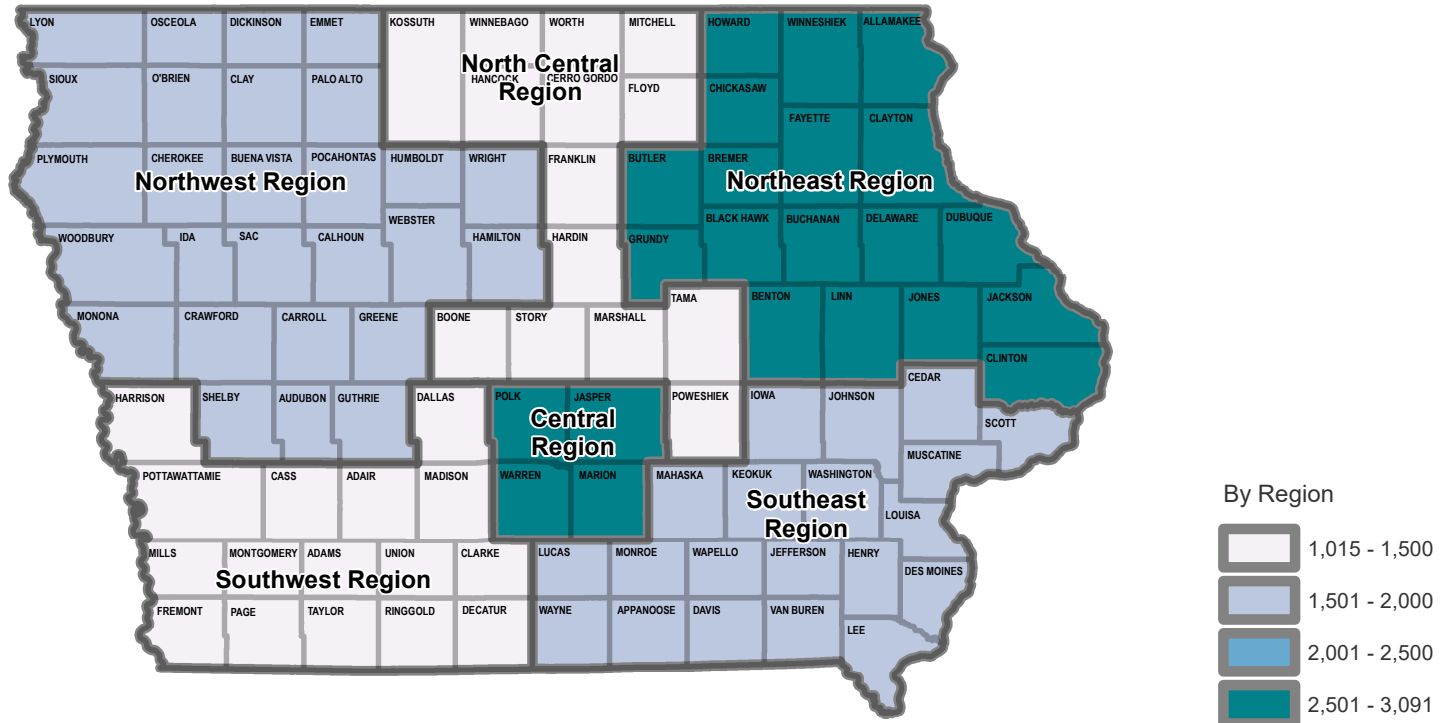 LYON
OSCEOLA
DICKINSON
EMMET
KOSSUTH
WINNEBAGO
WORTH
MITCHELL
HOWARD
WINNESHIEK
ALLAMAKEE
SIOUX
O'BRIEN
CLAY
PALO ALTO
HANCOCK
CERRO GORDO
FLOYD
CHICKASAW
North Central
Region
FAYETTE
CLAYTON
PLYMOUTH
CHEROKEE
BUENA VISTA
POCAHONTAS
HUMBOLDT
WRIGHT
FRANKLIN
BUTLER
BREMER
Northwest Region
Northeast Region
WEBSTER
BLACK HAWK
BUCHANAN
DELAWARE
DUBUQUE
WOODBURY
IDA
SAC
CALHOUN
HAMILTON
HARDIN
GRUNDY
TAMA
BENTON
LINN
JONES
JACKSON
MONONA
CRAWFORD
CARROLL
GREENE
BOONE
STORY
MARSHALL
CLINTON
CEDAR
HARRISON
SHELBY
AUDUBON
GUTHRIE
DALLAS
POLK
JASPER
POWESHIEK
IOWA
JOHNSON
SCOTT
Central
Region
MUSCATINE
POTTAWATTAMIE
CASS
ADAIR
MADISON
WARREN
MARION
MAHASKA
KEOKUK
WASHINGTON
Southeast
Region
LOUISA
MILLS
MONTGOMERY
ADAMS
UNION
CLARKE
LUCAS
MONROE
WAPELLO
JEFFERSON
HENRY
DES MOINES
Southwest Region
FREMONT
PAGE
TAYLOR
RINGGOLD
DECATUR
WAYNE
APPANOOSE
DAVIS
VAN BUREN
LEE
By Region
1,015 - 1,500
1,501 - 2,000
2,001 - 2,500
2,501 - 3,091